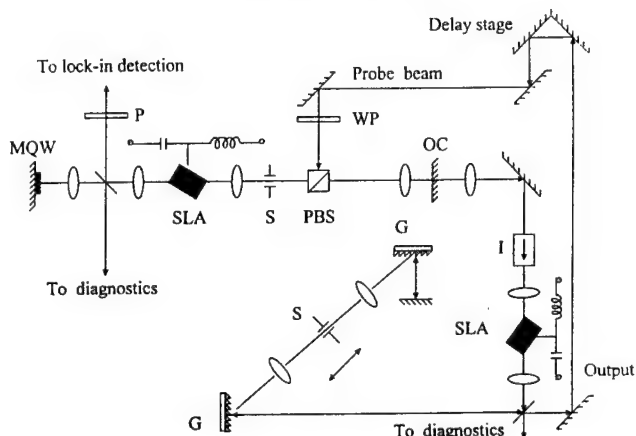 Delay stage
To lock-in detection
Probe beam
P
WP
MQW
OC
SLA
S
PBS
G
I
To diagnostics
S
SLA
Output
G
To diagnostics